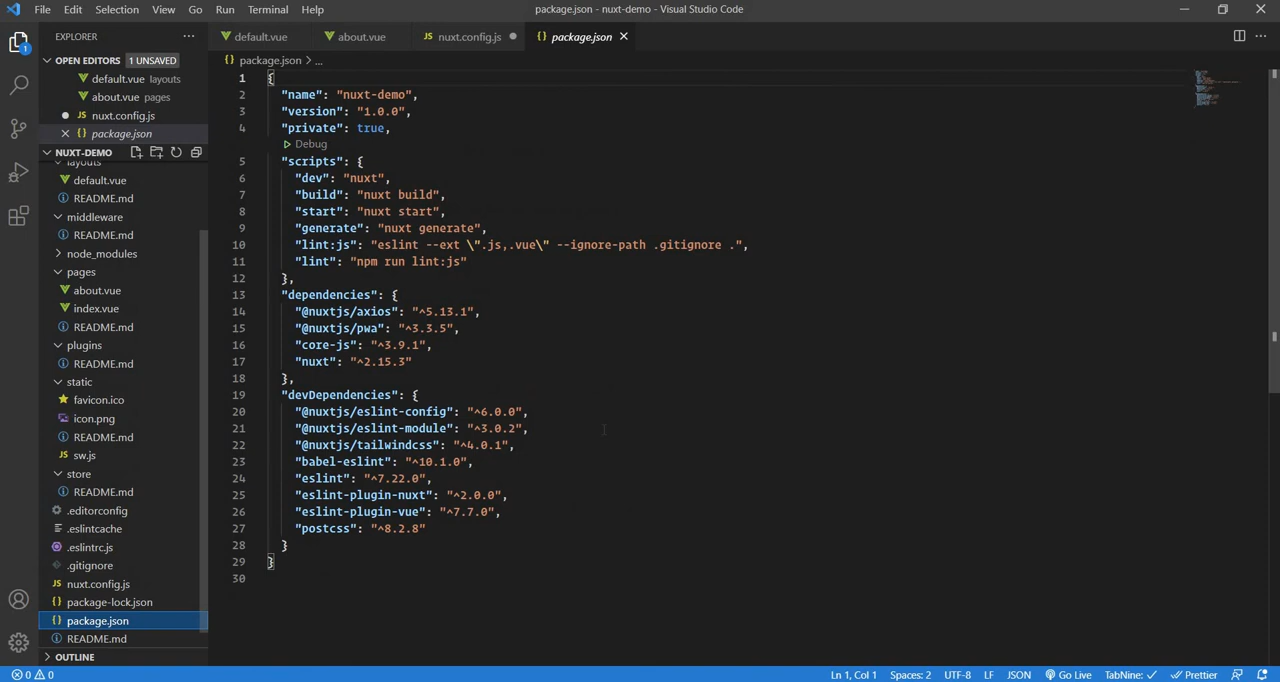 File Edit Selection View Go Run Terminal Help
package.json - nuxt-demo - Visual Studio Code
EXPLORER
OPEN EDITORS 1 UNSAVED
default.vue layouts
about.vue pages
nuxt.config.js
package.json
NUXT-DEMO
layouts
default.vue
README.md
middleware
README.md
node_modules
pages
about.vue
index.vue
README.md
plugins
README.md
static
favicon.ico
icon.png
README.md
sw.js
store
README.md
.editorconfig
.eslintcache
.eslintrc.js
.gitignore
nuxt.config.js
package-lock.json
package.json
README.md
OUTLINE
default.vue about.vue JS nuxt.config.js {} package.json
{} package.json > ...
1 {
2 "name": "nuxt-demo",
3 "version": "1.0.0",
4 "private": true,
Debug
5 "scripts": {
6 "dev": "nuxt",
7 "build": "nuxt build",
8 "start": "nuxt start",
9 "generate": "nuxt generate",
10 "lint:js": "eslint --ext \".js,.vue\" --ignore-path .gitignore .",
11 "lint": "npm run lint:js"
12 },
13 "dependencies": {
14 "@nuxtjs/axios": "^5.13.1",
15 "@nuxtjs/pwa": "^3.3.5",
16 "core-js": "^3.9.1",
17 "nuxt": "^2.15.3"
18 },
19 "devDependencies": {
20 "@nuxtjs/eslint-config": "^6.0.0",
21 "@nuxtjs/eslint-module": "^3.0.2",
22 "@nuxtjs/tailwindcss": "^4.0.1",
23 "babel-eslint": "^10.1.0",
24 "eslint": "^7.22.0",
25 "eslint-plugin-nuxt": "^2.0.0",
26 "eslint-plugin-vue": "^7.7.0",
27 "postcss": "^8.2.8"
28 }
29 }
30
0 0 Ln 1, Col 1 Spaces: 2 UTF-8 LF JSON Go Live TabNine: Prettier